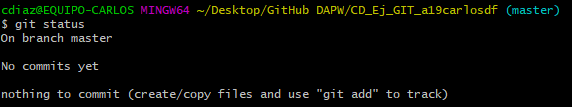 cdiaz@EQUIPO-CARLOS MINGW64 ~/Desktop/GitHub DAPW/CD_Ej_GIT_a19carlosdf (master)
$ git status
On branch master
No commits yet
nothing to commit (create/copy files and use "git add" to track)